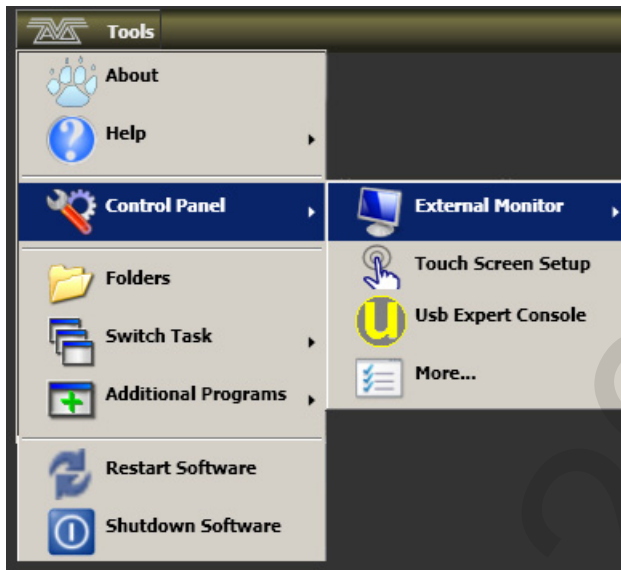 Tools
About
Help
Control Panel
Folders
Switch Task
Additional Programs
Restart Software
Shutdown Software
External Monitor
Touch Screen Setup
Usb Expert Console
More...